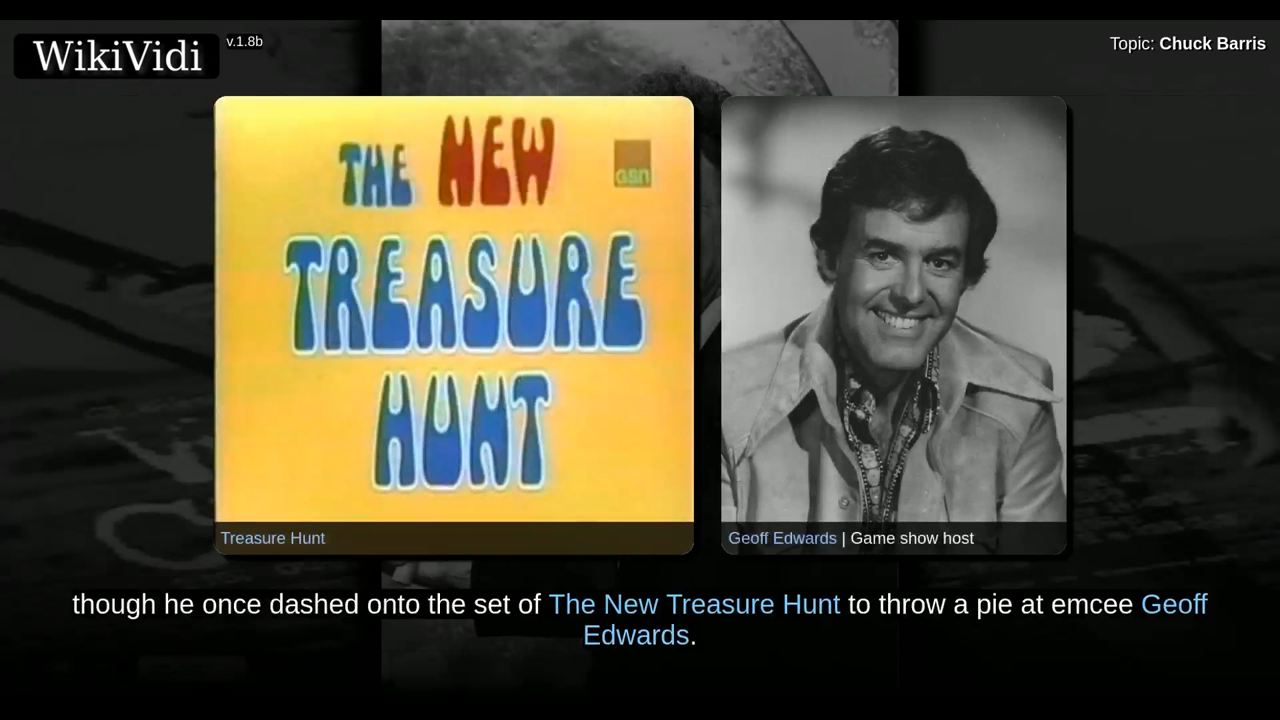 WikiVidi v.1.8b
Topic: Chuck Barris
THE NEW
GSN
TREASURE
HUNT
Treasure Hunt
Geoff Edwards | Game show host
though he once dashed onto the set of The New Treasure Hunt to throw a pie at emcee Geoff
Edwards.